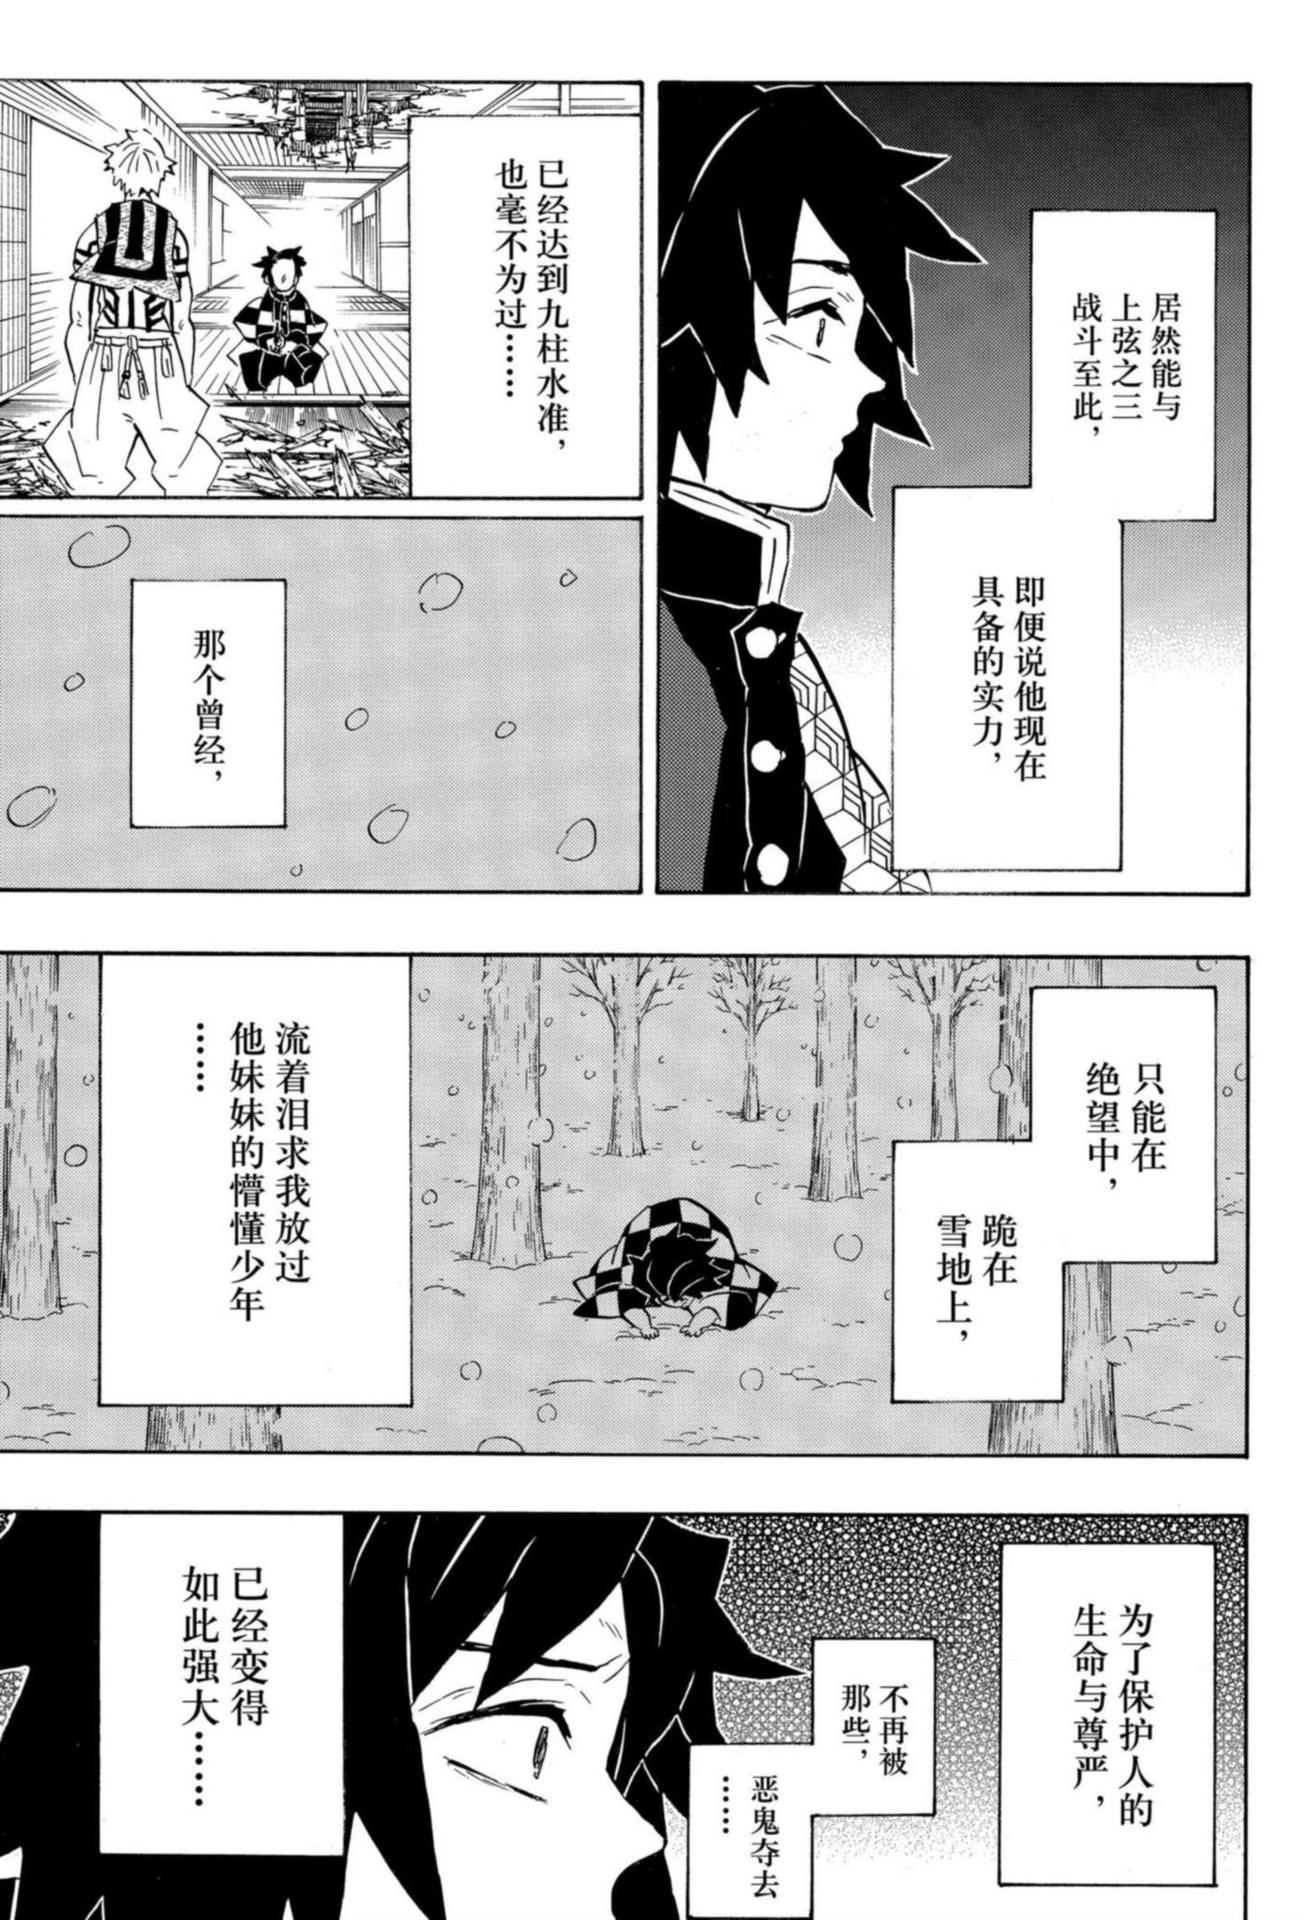 居然能与
上弦之三
战斗至此，
即便说他现在
具备的实力，
已经达到九柱水准，
也毫不为过……
那个曾经，
只能在
绝望中，
跪在
雪地上，
流着泪求我放过
他妹妹的懵懂少年
……
为了保护人的
生命与尊严，
不再被
那些，
恶鬼夺去
……
已经变得
如此强大……